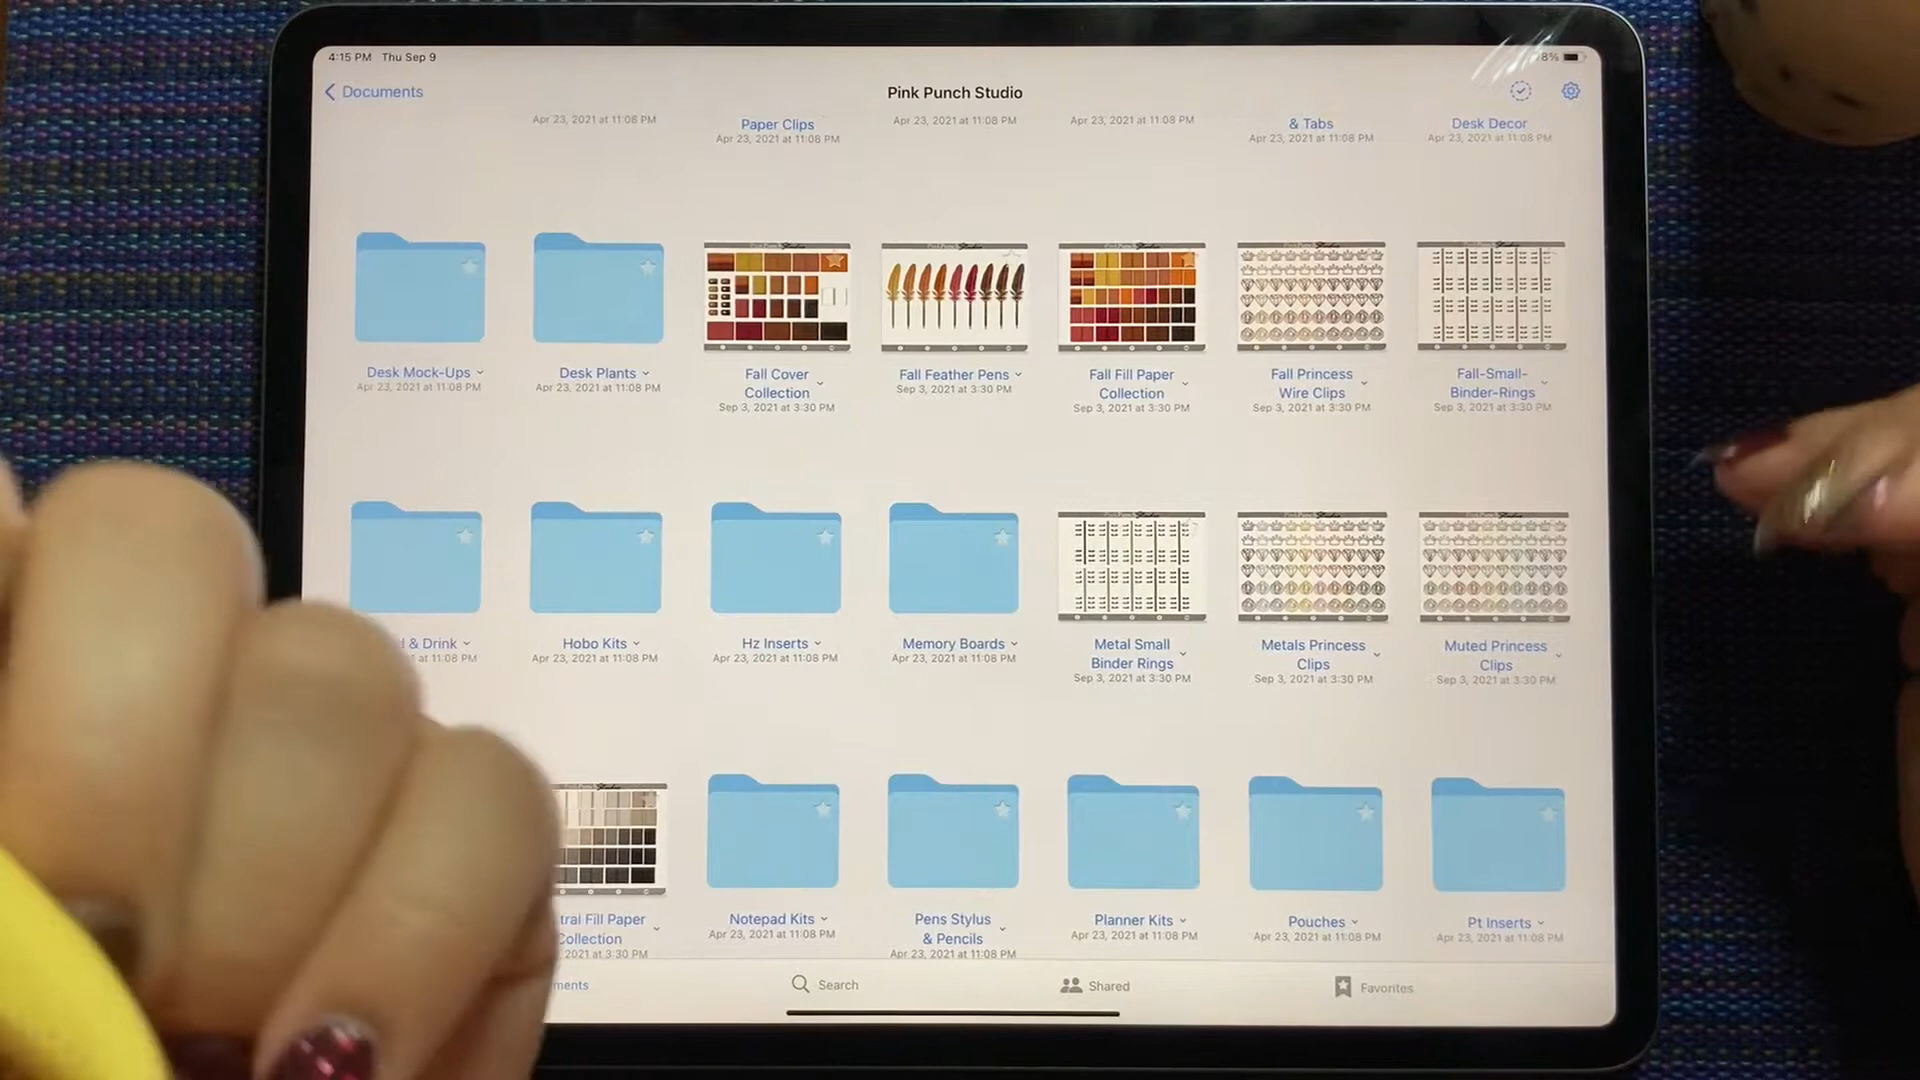 4:15 PM Thu Sep 9
8%
Documents
Pink Punch Studio
Apr 23, 2021 at 11:08 PM
Paper Clips
Apr 23, 2021 at 11:08 PM
Apr 23, 2021 at 11:08 PM
Apr 23, 2021 at 11:08 PM
& Tabs
Apr 23, 2021 at 11:08 PM
Desk Decor
Apr 23, 2021 at 11:08 PM
Desk Mock-Ups
Apr 23, 2021 at 11:08 PM
Desk Plants
Apr 23, 2021 at 11:08 PM
Fall Cover
Collection
Sep 3, 2021 at 3:30 PM
Fall Feather Pens
Sep 3, 2021 at 3:30 PM
Fall Fill Paper
Collection
Sep 3, 2021 at 3:30 PM
Fall Princess
Wire Clips
Sep 3, 2021 at 3:30 PM
Fall-Small-
Binder-Rings
Sep 3, 2021 at 3:30 PM
& Drink
at 11:08 PM
Hobo Kits
Apr 23, 2021 at 11:08 PM
Hz Inserts
Apr 23, 2021 at 11:08 PM
Memory Boards
Apr 23, 2021 at 11:08 PM
Metal Small
Binder Rings
Sep 3, 2021 at 3:30 PM
Metals Princess
Clips
Sep 3, 2021 at 3:30 PM
Muted Princess
Clips
Sep 3, 2021 at 3:30 PM
tral Fill Paper
Collection
21 at 3:30 PM
Notepad Kits
Apr 23, 2021 at 11:08 PM
Pens Stylus
& Pencils
Apr 23, 2021 at 11:08 PM
Planner Kits
Apr 23, 2021 at 11:08 PM
Pouches
Apr 23, 2021 at 11:08 PM
Pt Inserts
Apr 23, 2021 at 11:08 PM
ments
Search
Shared
Favorites